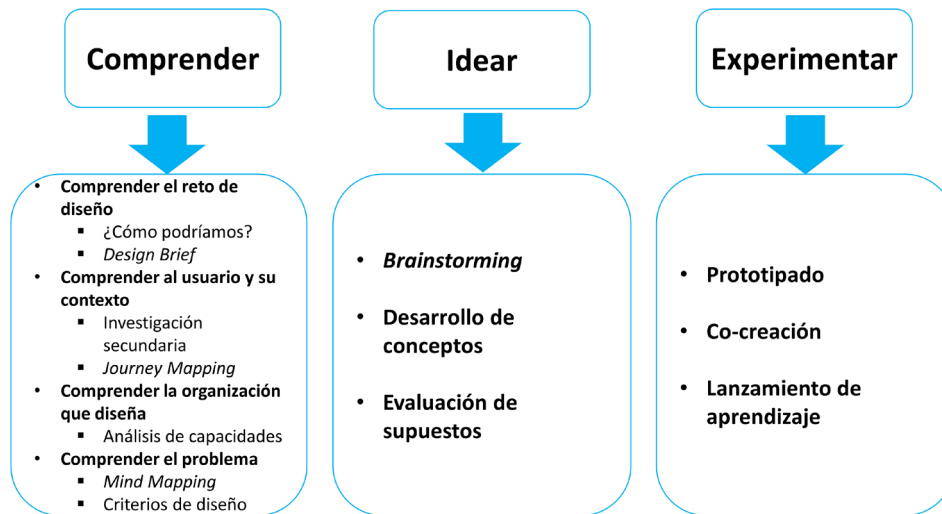 Comprender
• Comprender el reto de
diseño
▪ ¿Cómo podríamos?
▪ Design Brief
• Comprender al usuario y su
contexto
▪ Investigación
secundaria
▪ Journey Mapping
• Comprender la organización
que diseña
▪ Análisis de capacidades
• Comprender el problema
▪ Mind Mapping
▪ Criterios de diseño
Idear
• Brainstorming
• Desarrollo de
conceptos
• Evaluación de
supuestos
Experimentar
• Prototipado
• Co-creación
• Lanzamiento de
aprendizaje